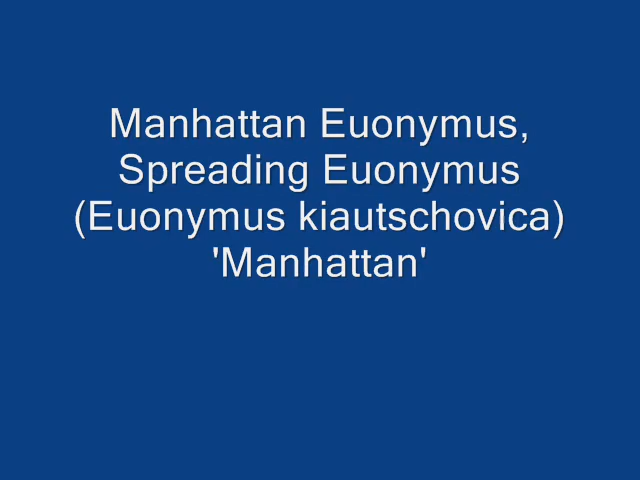 Manhattan Euonymus,
Spreading Euonymus
(Euonymus kiautschovica)
'Manhattan'